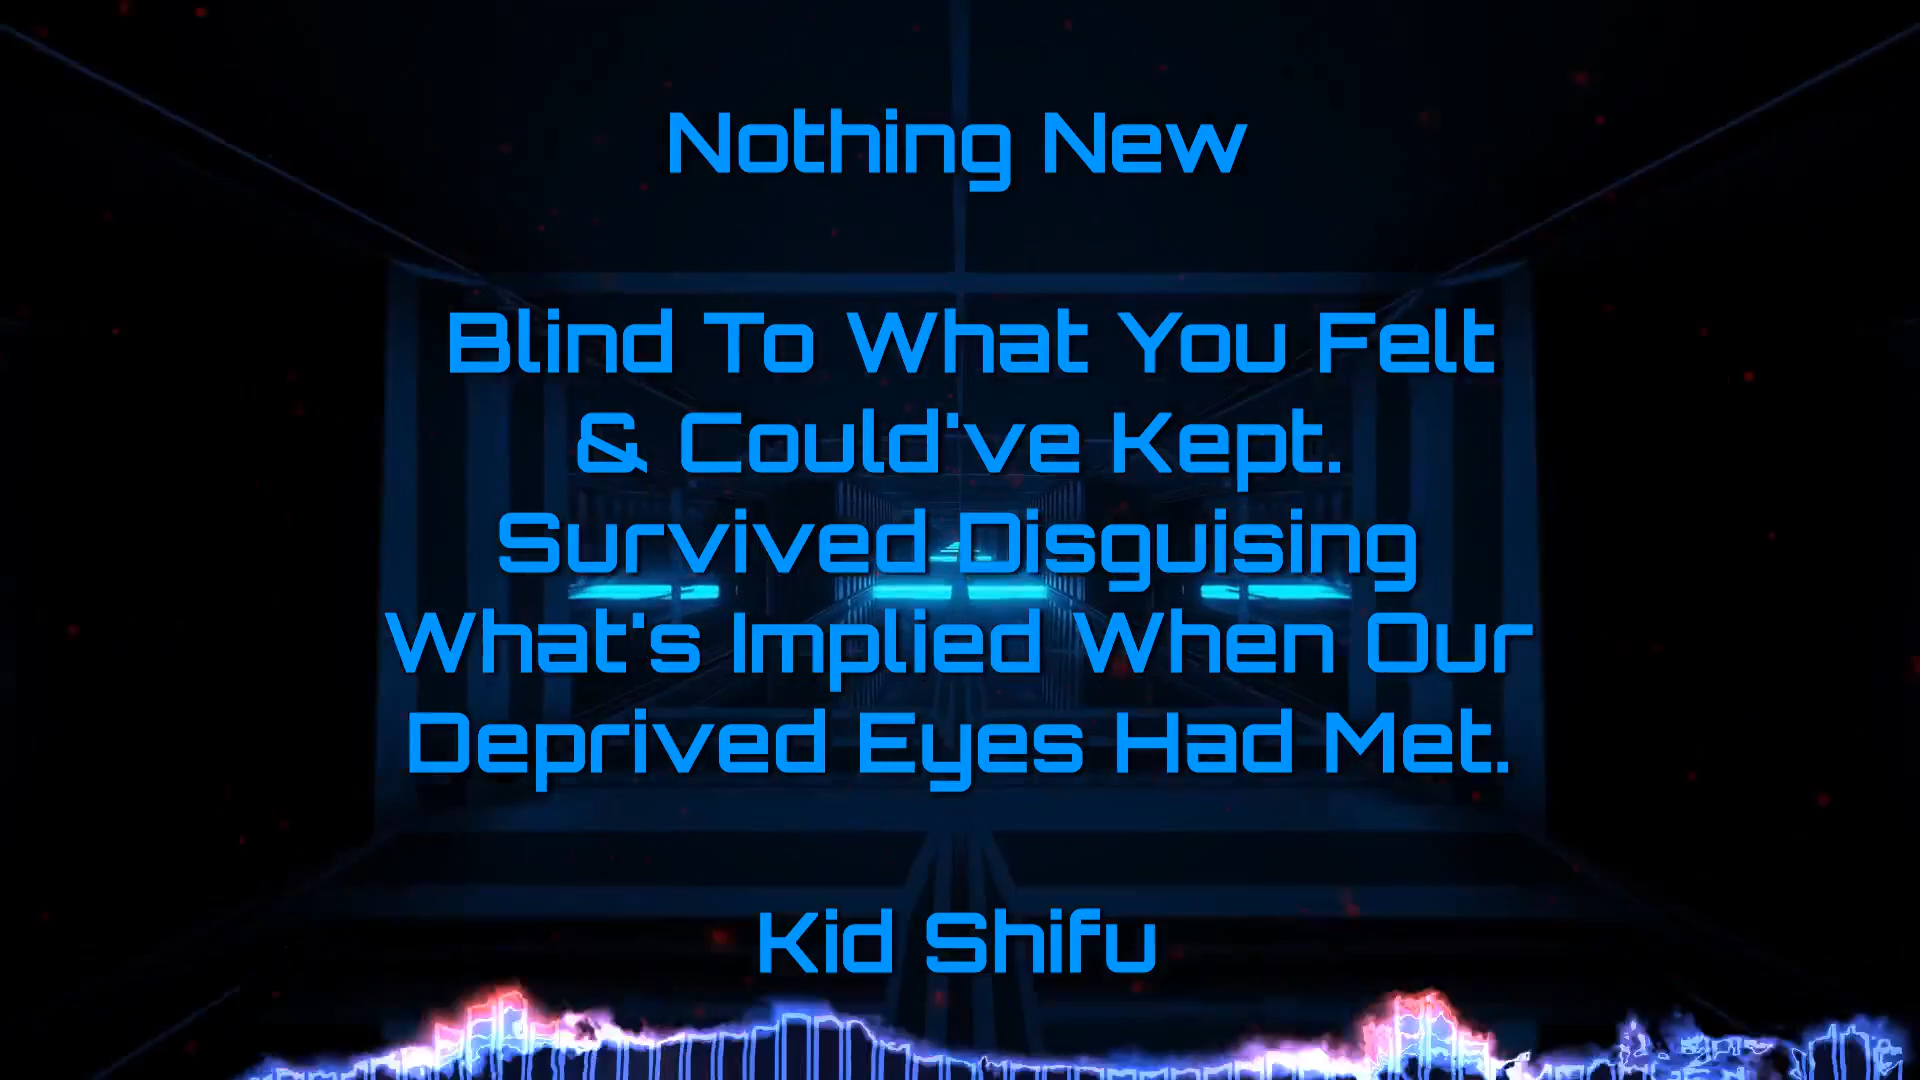 Nothing New
Blind To What You Felt
& Could've Kept.
Survived Disguising
What's Implied When Our
Deprived Eyes Had Met.
Kid Shifu